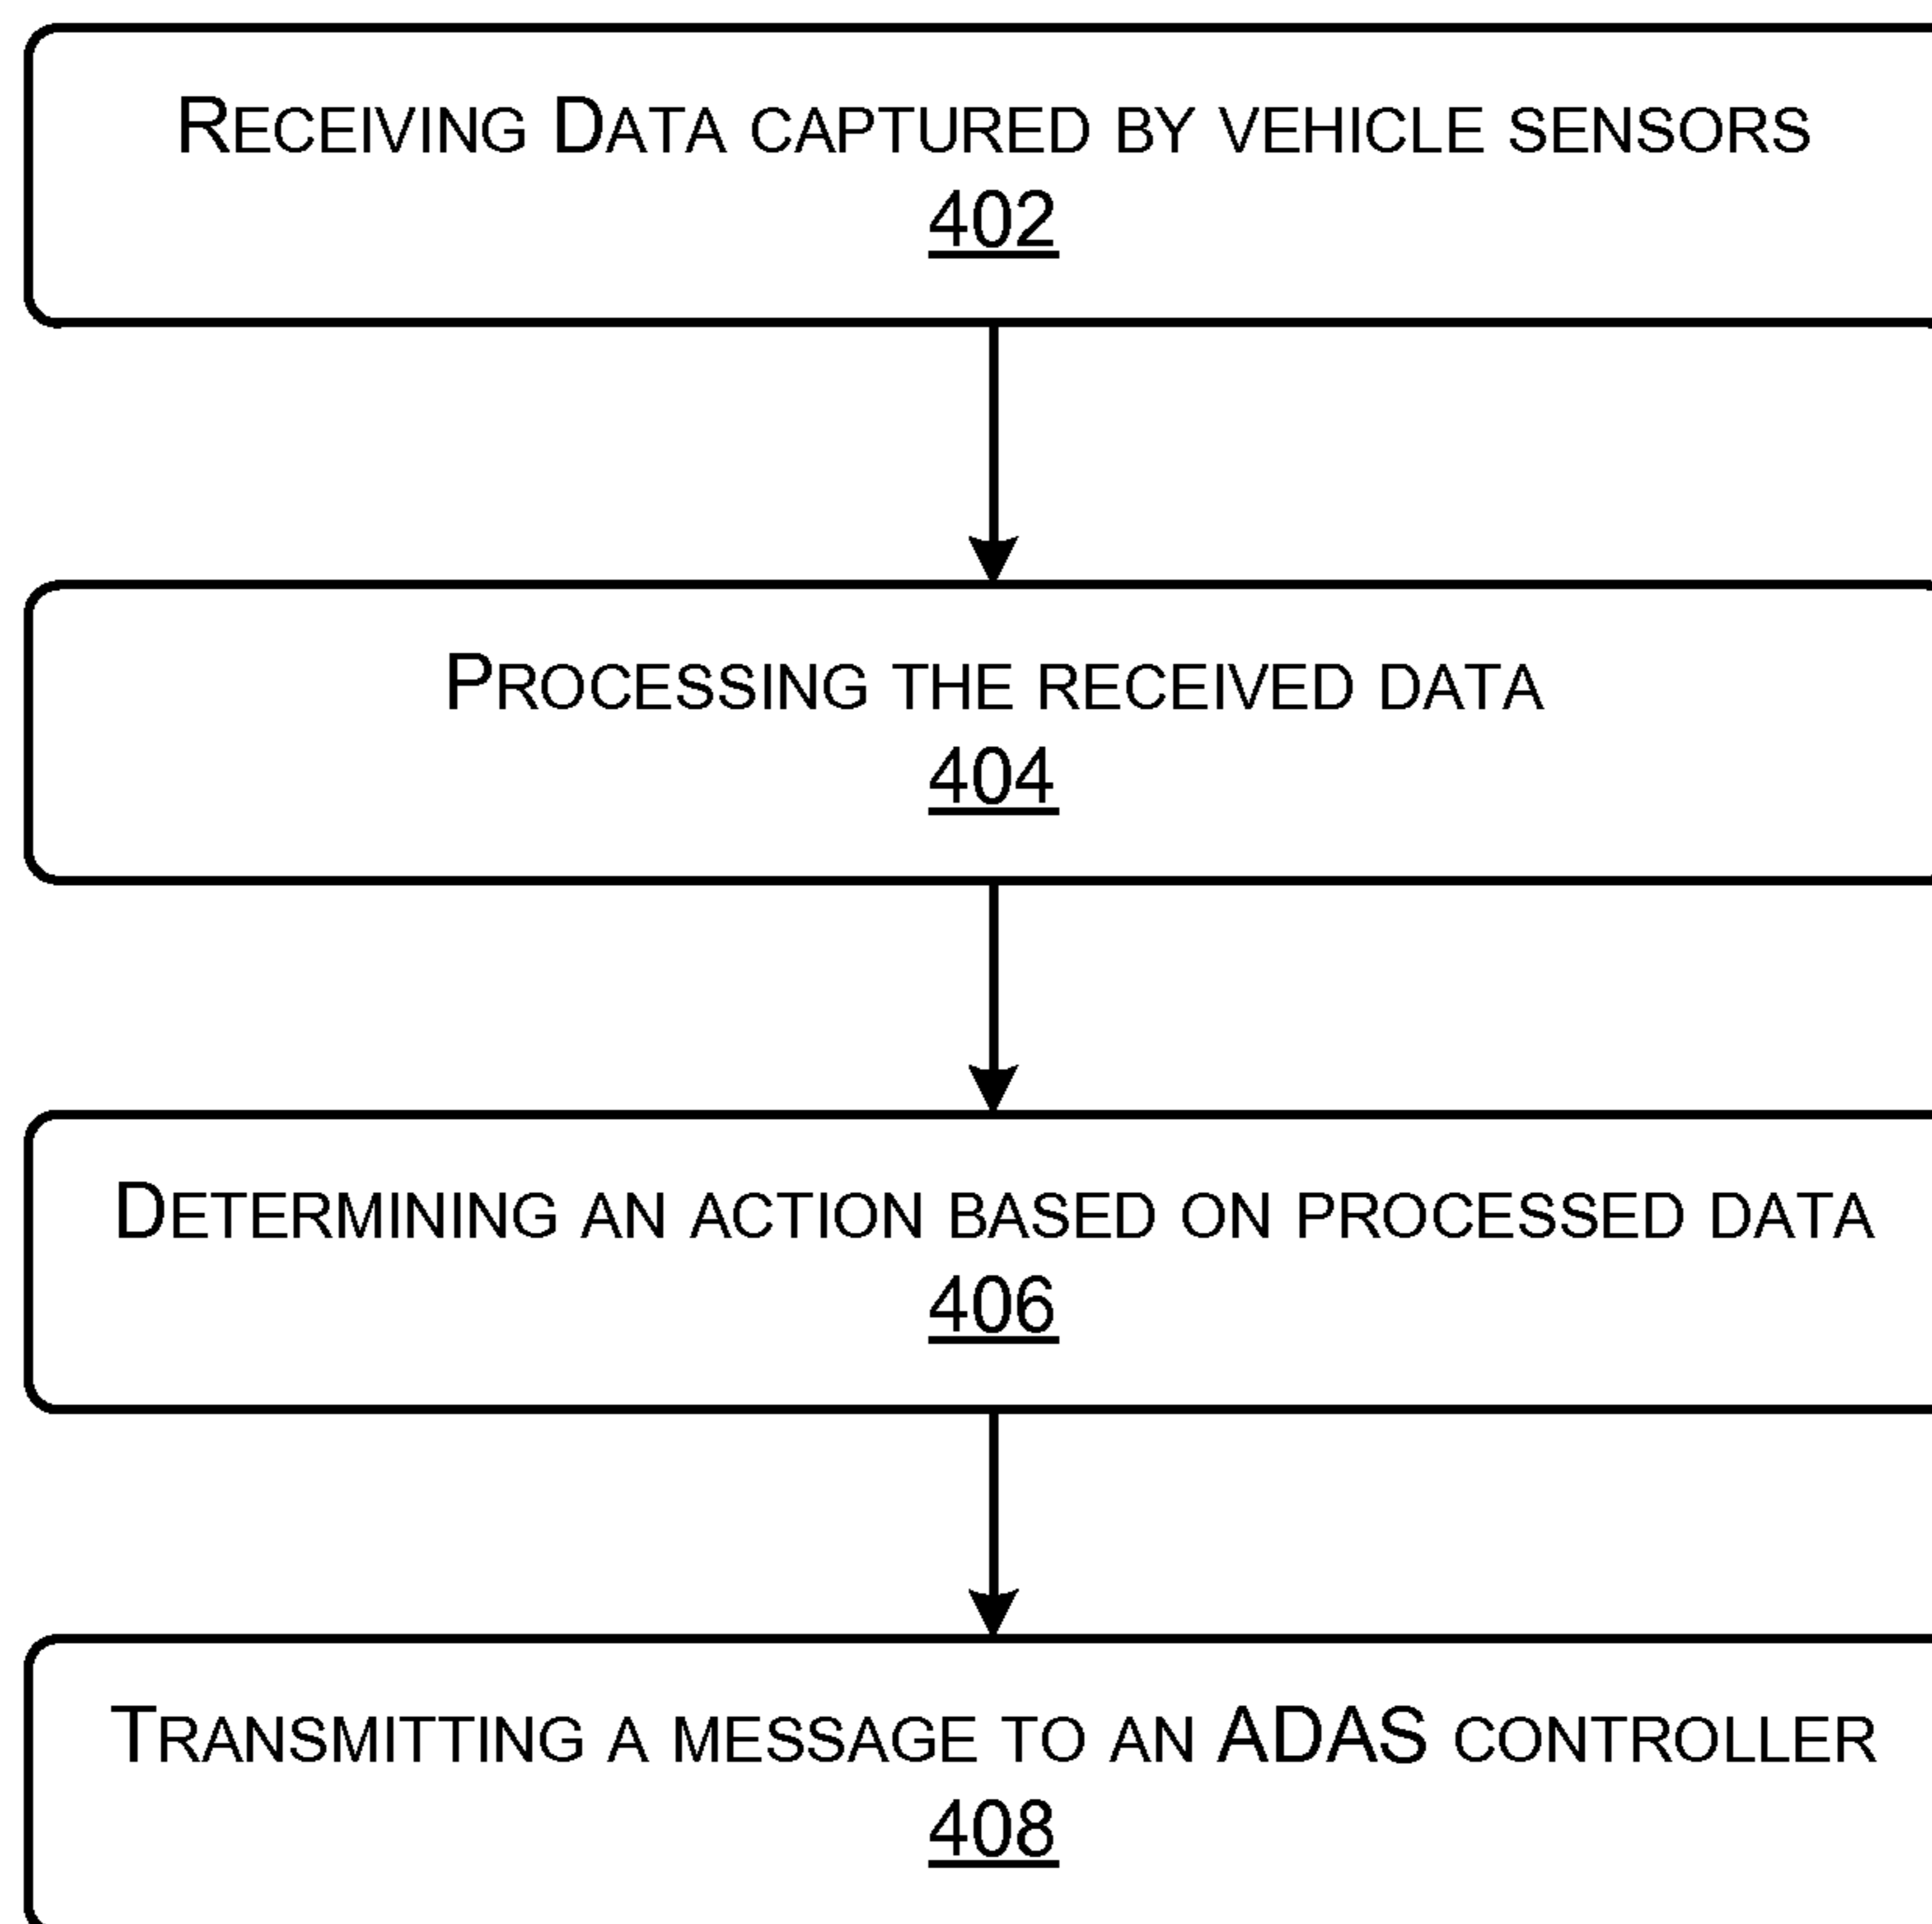 Receiving Data captured by vehicle sensors
402
Processing the received data
404
Determining an action based on processed data
406
Transmitting a message to an ADAS controller
408